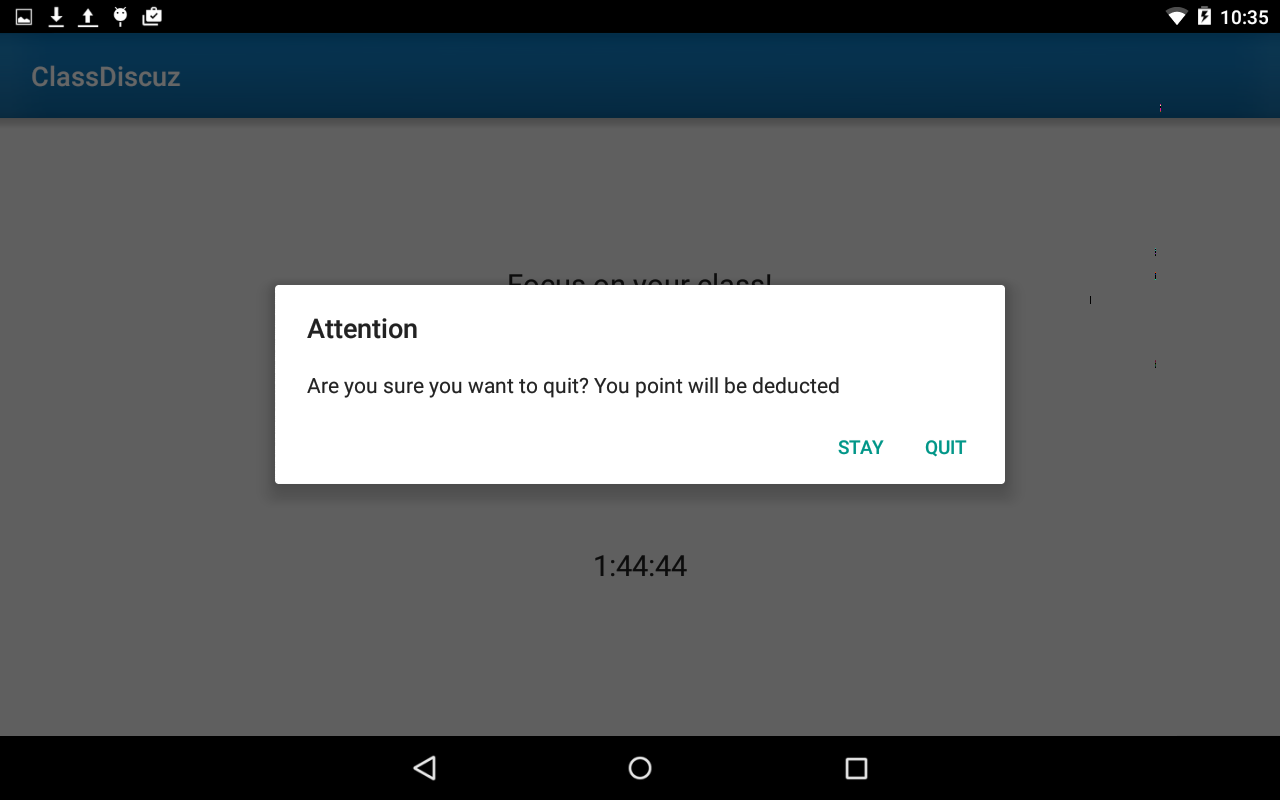 10:35
ClassDiscuz
Focus on your class!
Attention
Are you sure you want to quit? You point will be deducted
STAY QUIT
1:44:44